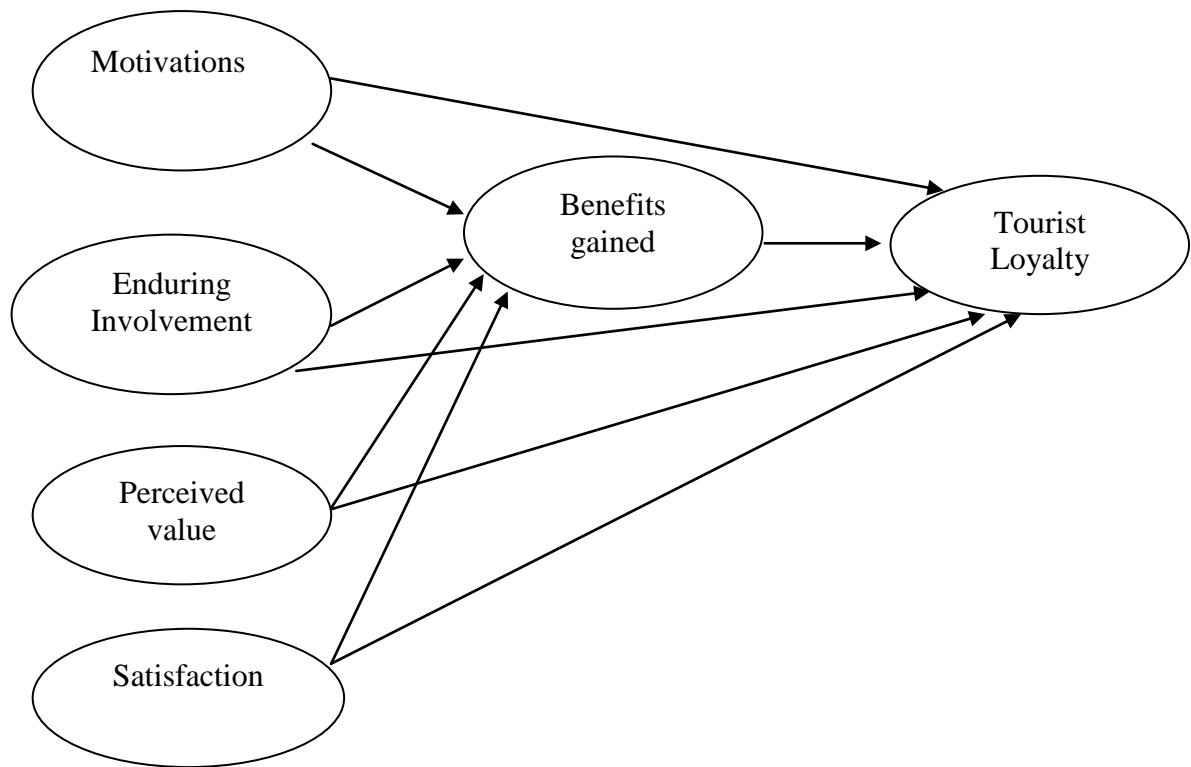 Motivations
Benefits
gained
Tourist
Loyalty
Enduring
Involvement
Perceived
value
Satisfaction